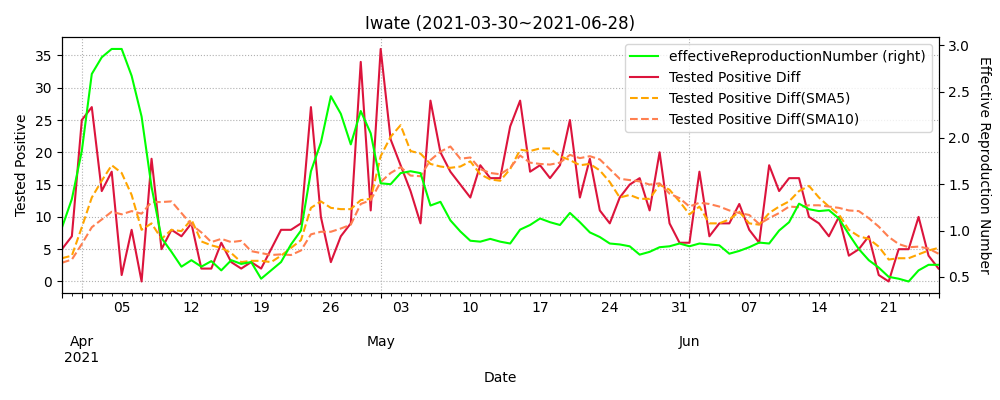 Iwate (2021-03-30~2021-06-28)
effectiveReproductionNumber (right)
Tested Positive Diff
Tested Positive Diff(SMA5)
Tested Positive Diff(SMA10)
Tested Positive
35
30
25
20
15
10
5
0
3.0
2.5
2.0
1.5
1.0
0.5
Effective Reproduction Number
05 12 19 26 03 10 17 24 31 07 14 21
Apr May Jun
2021
Date